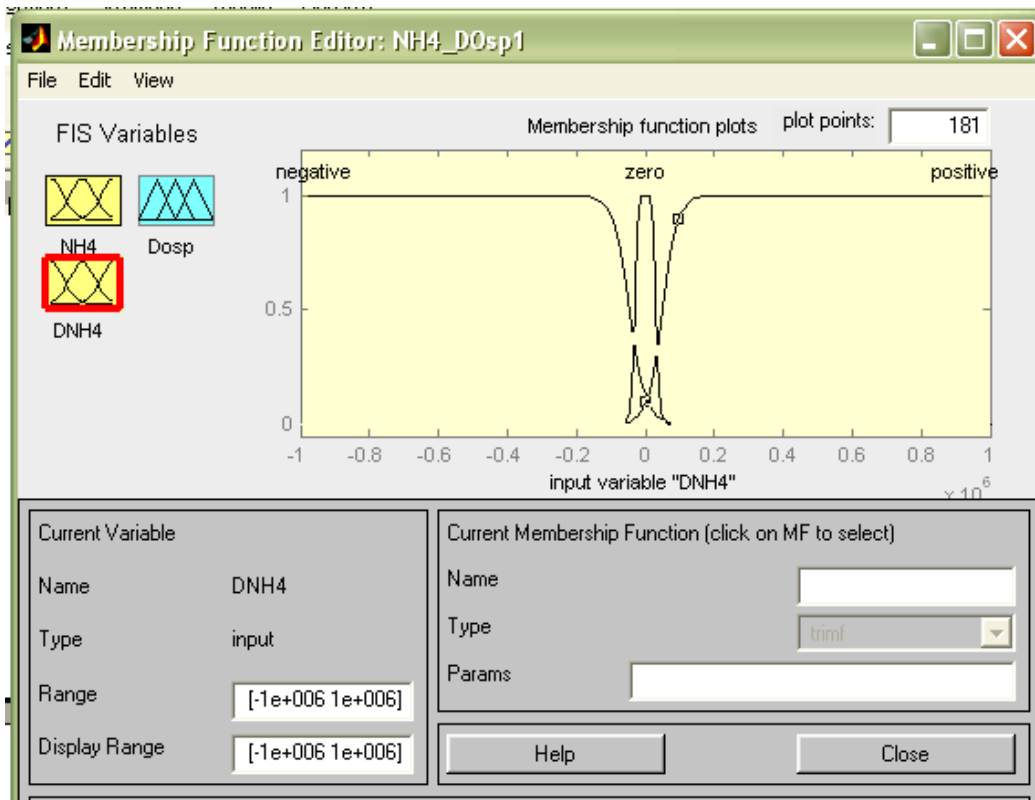 Membership Function Editor: NH4_DOsp1
File Edit View
FIS Variables
Membership function plots plot points: 181
negative zero positive
NH4 Dosp
DNH4
1
0.5
0
-1 -0.8 -0.6 -0.4 -0.2 0 0.2 0.4 0.6 0.8 1
input variable "DNH4"
x 10^6
Current Variable
Name DNH4
Type input
Range [-1e+006 1e+006]
Display Range [-1e+006 1e+006]
Current Membership Function (click on MF to select)
Name
Type trimf
Params
Help Close